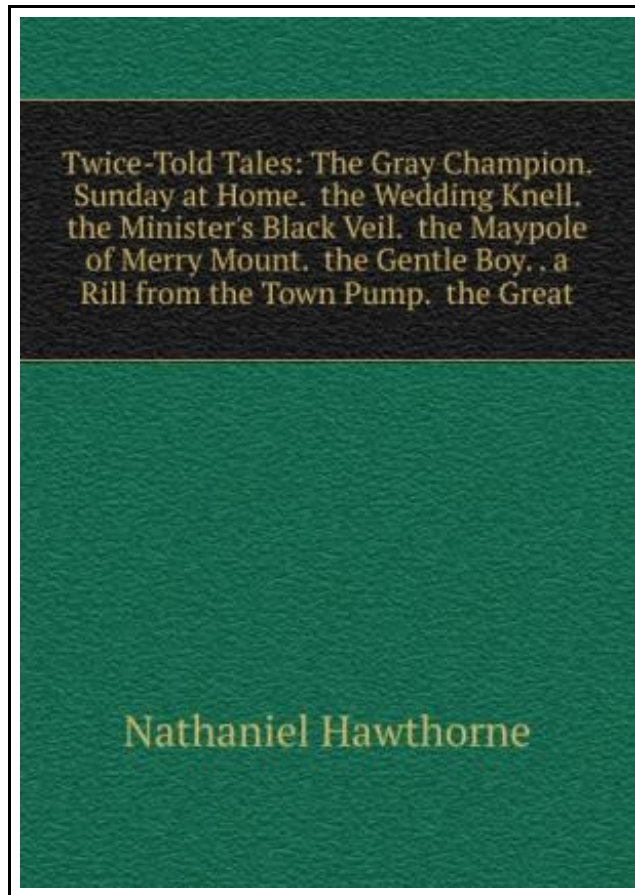 Twice-Told Tales: The Gray Champion.
Sunday at Home.  the Wedding Knell.
the Minister's Black Veil.  the Maypole
of Merry Mount.  the Gentle Boy. . a
Rill from the Town Pump.  the Great
Nathaniel Hawthorne